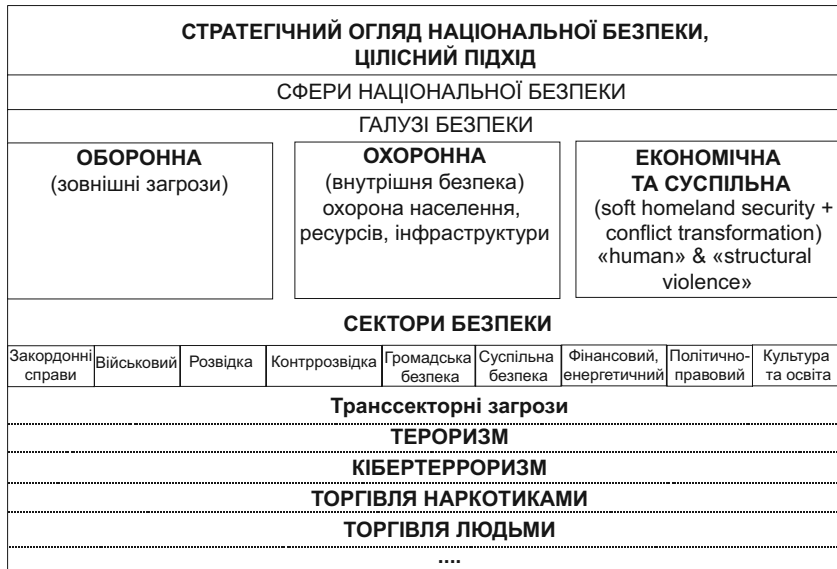 СТРАТЕГІЧНИЙ ОГЛЯД НАЦІОНАЛЬНОЇ БЕЗПЕКИ,
ЦІЛІСНИЙ ПІДХІД
СФЕРИ НАЦІОНАЛЬНОЇ БЕЗПЕКИ
ГАЛУЗІ БЕЗПЕКИ
ОБОРОННА
(зовнішні загрози)
ОХОРОННА
(внутрішня безпека)
охорона населення,
ресурсів, інфраструктури
ЕКОНОМІЧНА
ТА СУСПІЛЬНА
(soft homeland security +
conflict transformation)
«human» & «structural
violence»
СЕКТОРИ БЕЗПЕКИ
Закордонні
справи
Військовий
Розвідка
Контррозвідка
Громадська
безпека
Суспільна
безпека
Фінансовий,
енергетичний
Політично-
правовий
Культура
та освіта
Транссекторні загрози
ТЕРОРИЗМ
КІБЕРТЕРРОРИЗМ
ТОРГІВЛЯ НАРКОТИКАМИ
ТОРГІВЛЯ ЛЮДЬМИ
....